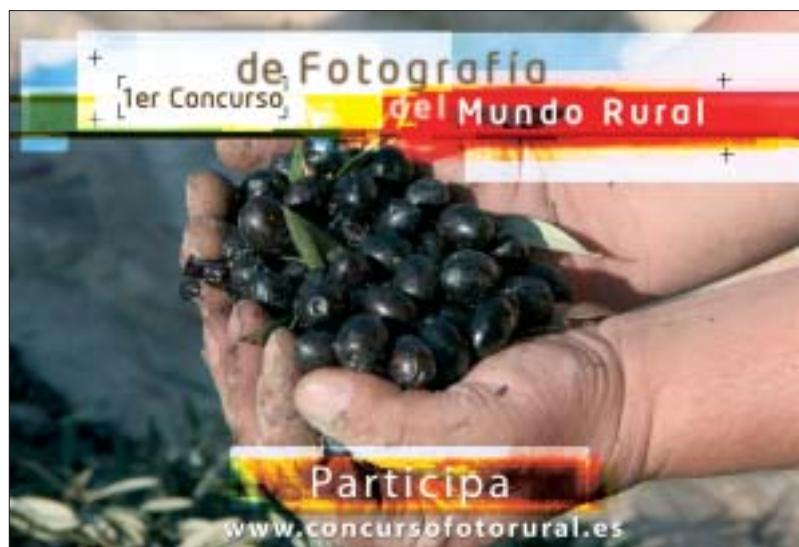 1er Concurso
de Fotografía
del Mundo Rural
Participa
www.concursofotorural.es